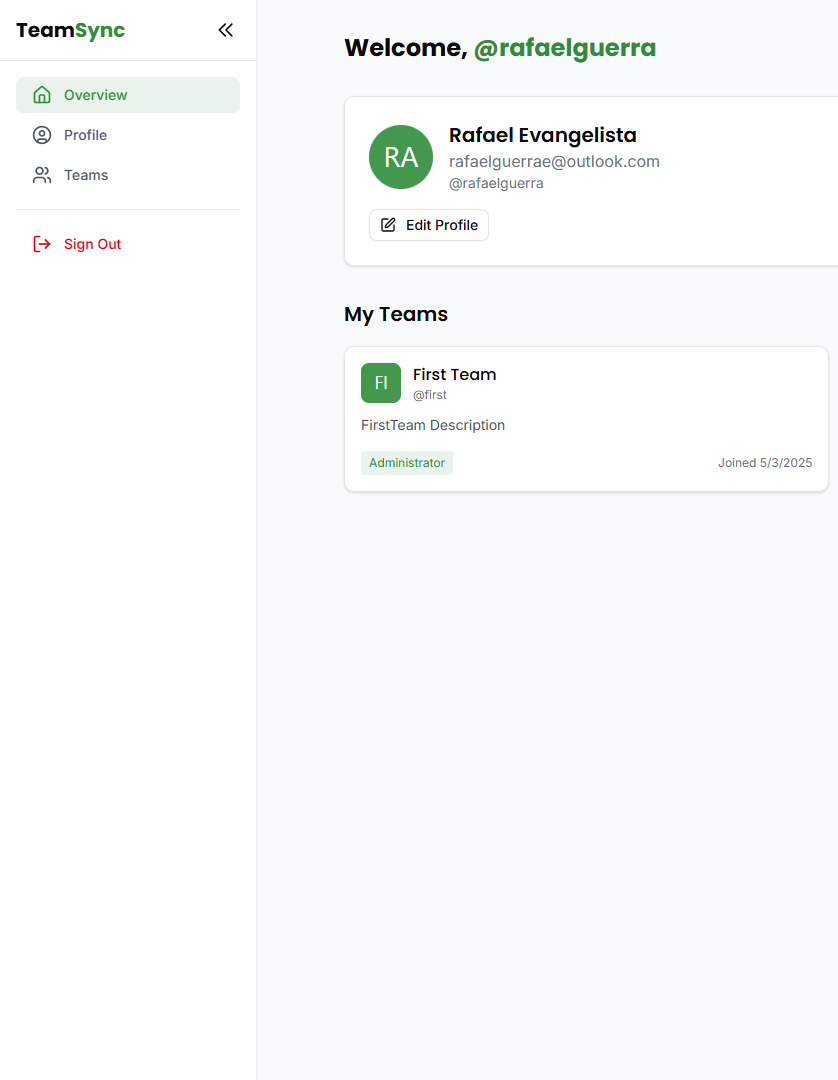 TeamSync
Overview
Profile
Teams
Sign Out
Welcome, @rafaelguerra
RA
Rafael Evangelista
rafaelguerrae@outlook.com
@rafaelguerra
Edit Profile
My Teams
FI
First Team
@first
FirstTeam Description
Administrator
Joined 5/3/2025